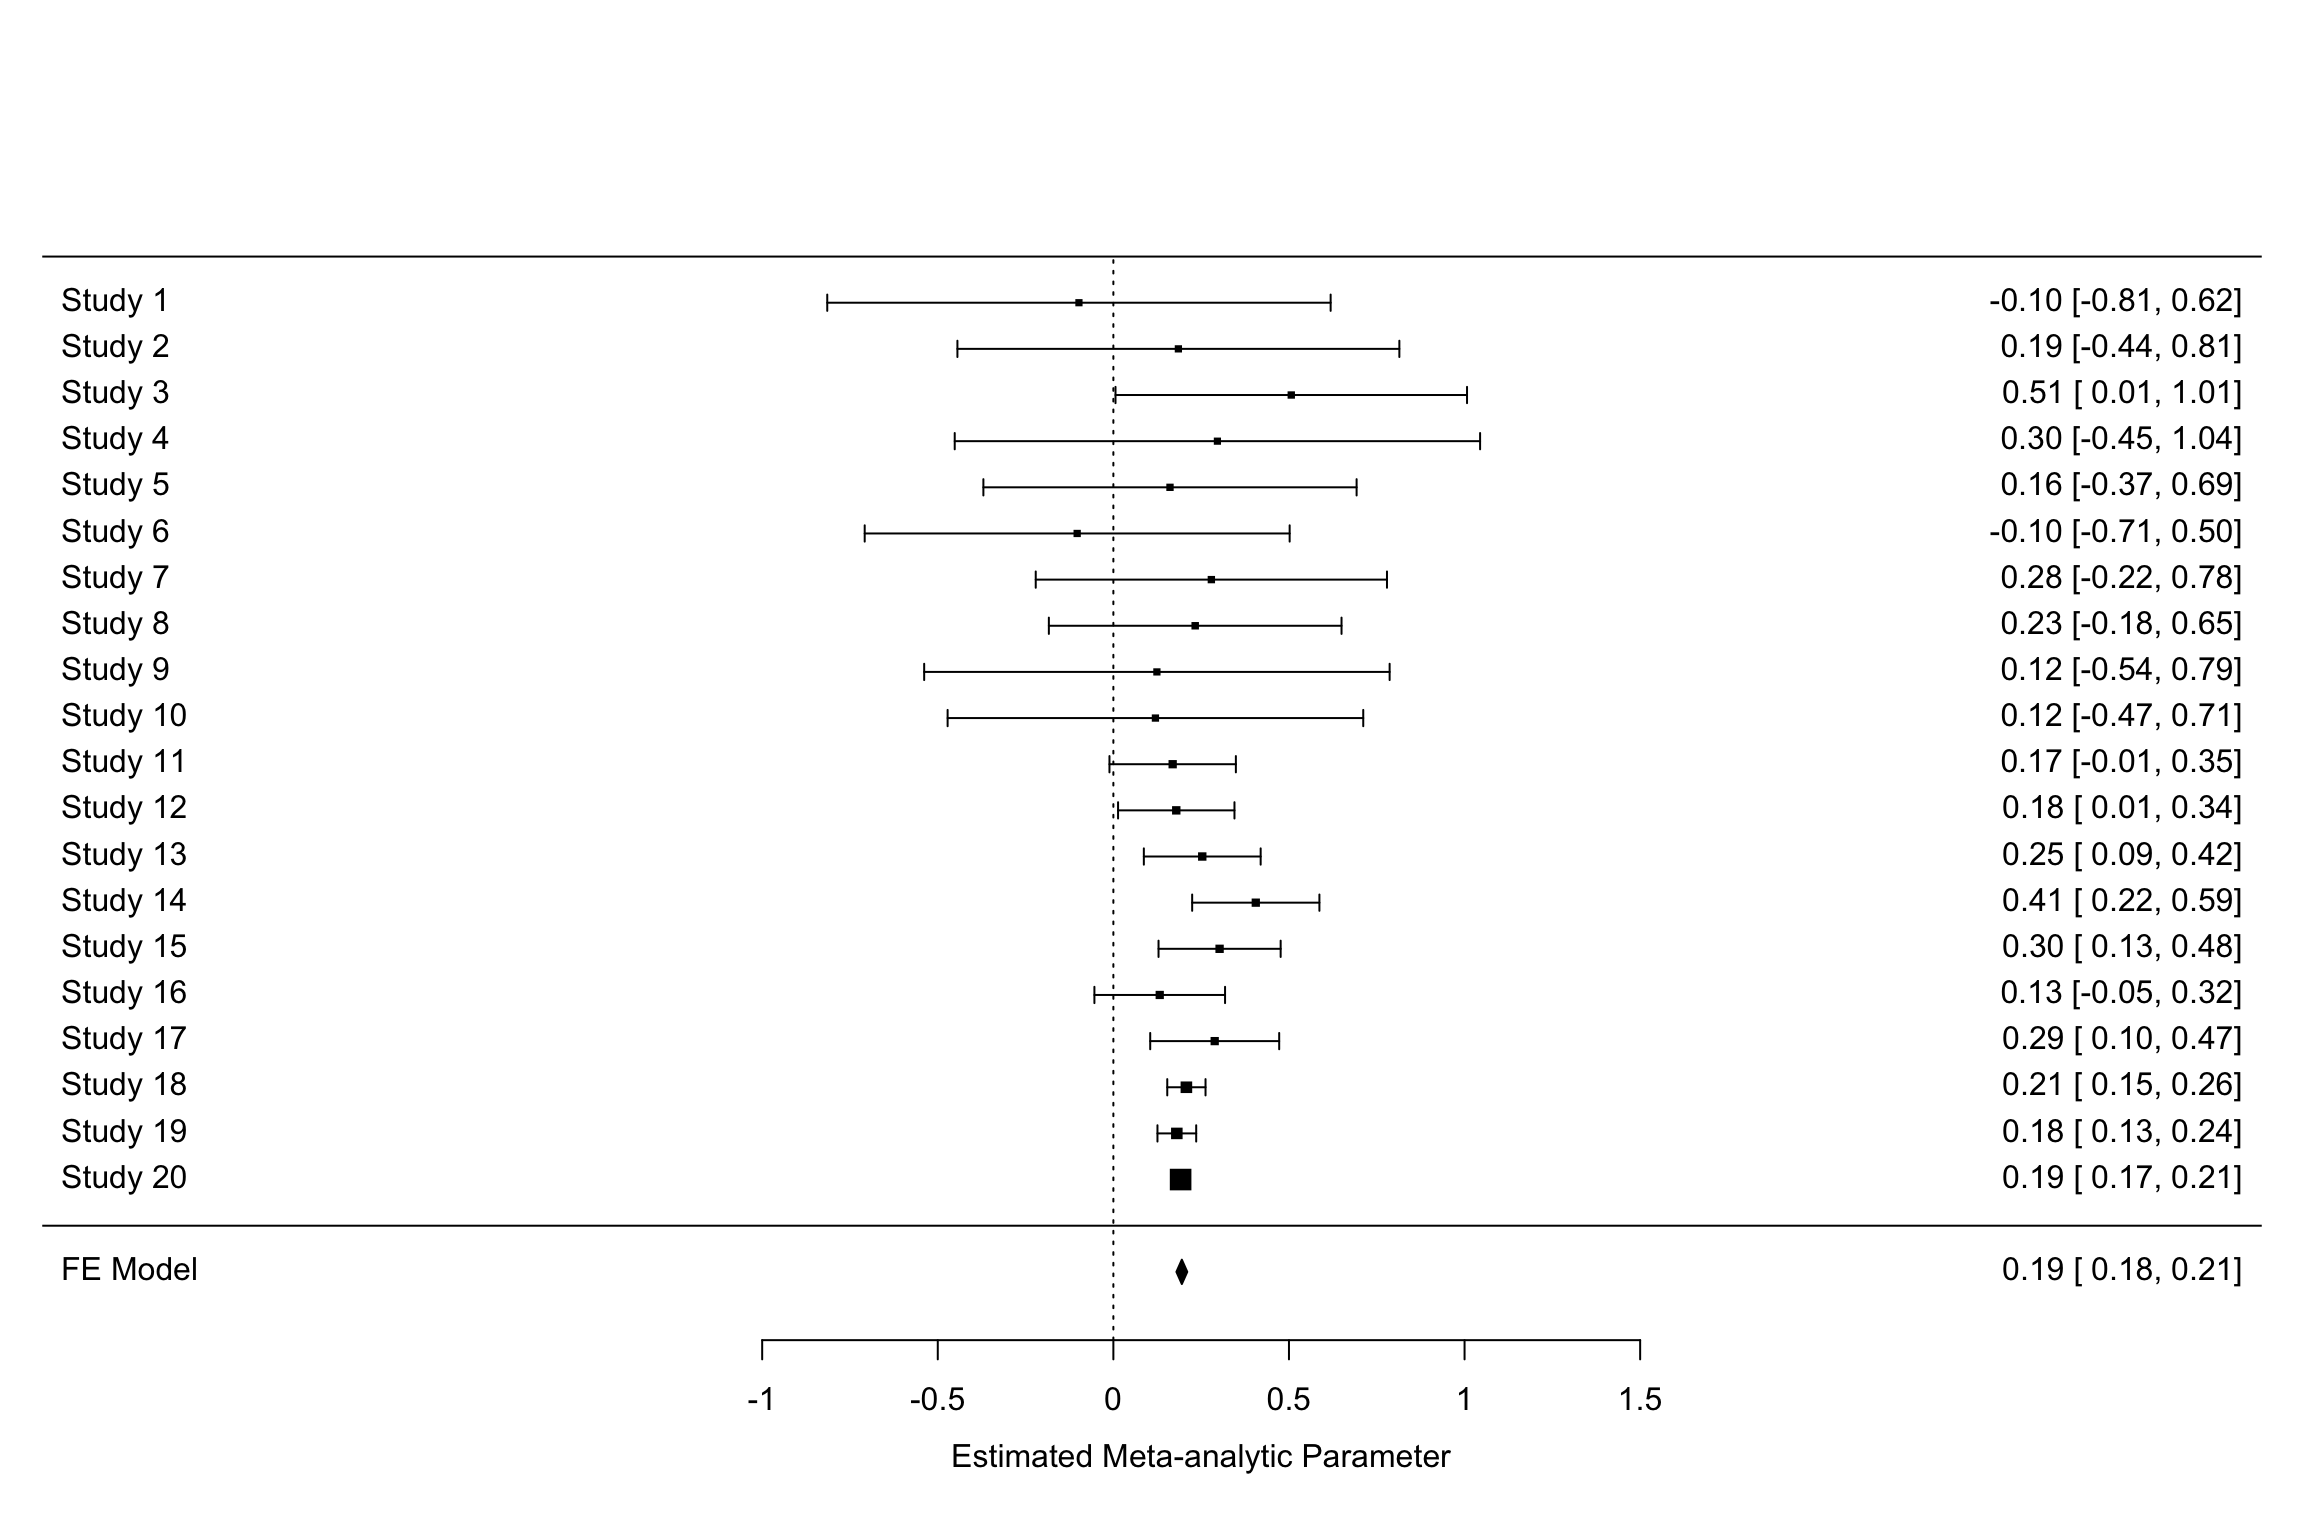 Study 1 -0.10 [-0.81, 0.62]
Study 2 0.19 [-0.44, 0.81]
Study 3 0.51 [ 0.01, 1.01]
Study 4 0.30 [-0.45, 1.04]
Study 5 0.16 [-0.37, 0.69]
Study 6 -0.10 [-0.71, 0.50]
Study 7 0.28 [-0.22, 0.78]
Study 8 0.23 [-0.18, 0.65]
Study 9 0.12 [-0.54, 0.79]
Study 10 0.12 [-0.47, 0.71]
Study 11 0.17 [-0.01, 0.35]
Study 12 0.18 [ 0.01, 0.34]
Study 13 0.25 [ 0.09, 0.42]
Study 14 0.41 [ 0.22, 0.59]
Study 15 0.30 [ 0.13, 0.48]
Study 16 0.13 [-0.05, 0.32]
Study 17 0.29 [ 0.10, 0.47]
Study 18 0.21 [ 0.15, 0.26]
Study 19 0.18 [ 0.13, 0.24]
Study 20 0.19 [ 0.17, 0.21]
FE Model 0.19 [ 0.18, 0.21]
-1 -0.5 0 0.5 1 1.5
Estimated Meta-analytic Parameter